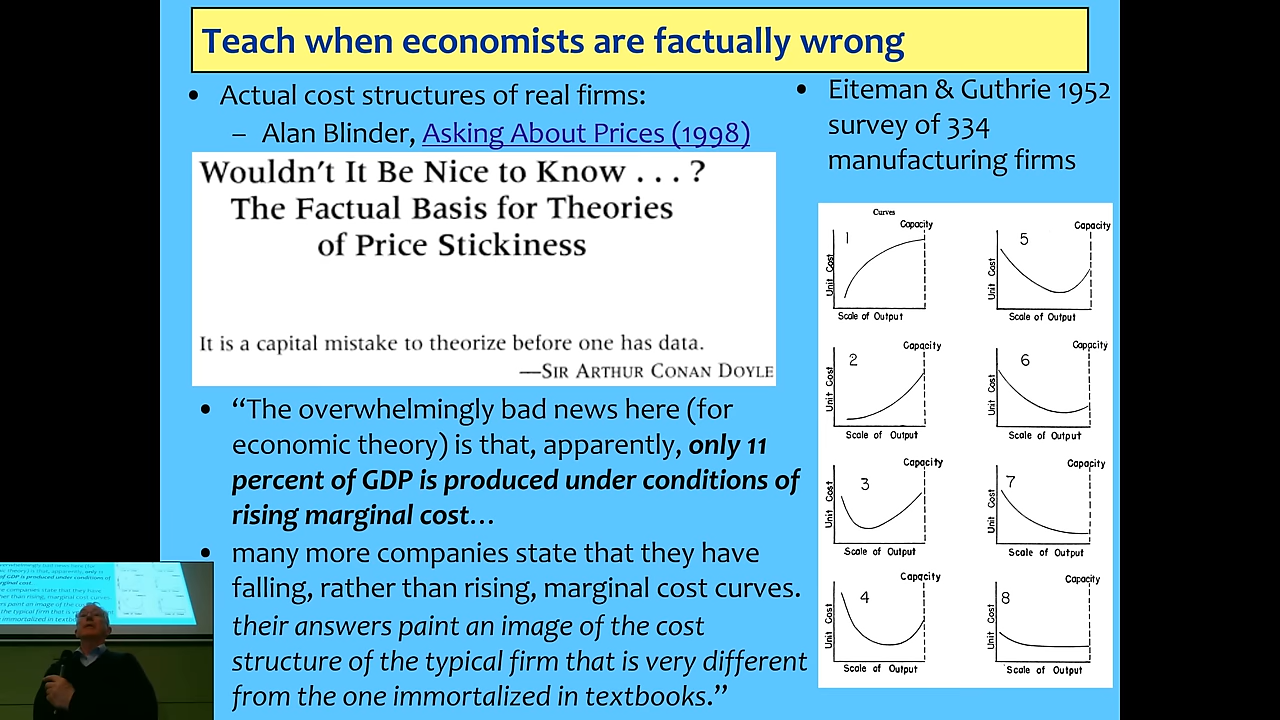 Teach when economists are factually wrong
• Actual cost structures of real firms:
– Alan Blinder, Asking About Prices (1998)
Wouldn't It Be Nice to Know . . . ?
The Factual Basis for Theories
of Price Stickiness
It is a capital mistake to theorize before one has data.
—SIR ARTHUR CONAN DOYLE
• “The overwhelmingly bad news here (for
economic theory) is that, apparently, only 11
percent of GDP is produced under conditions of
rising marginal cost…
• many more companies state that they have
falling, rather than rising, marginal cost curves.
their answers paint an image of the cost
structure of the typical firm that is very different
from the one immortalized in textbooks.”
• Eiteman & Guthrie 1952
survey of 334
manufacturing firms
Curves
Capacity
1
Unit Cost
Scale of Output
Capacity
5
Unit Cost
Scale of Output
Capacity
2
Unit Cost
Scale of Output
Capacity
6
Unit Cost
Scale of Output
Capacity
3
Unit Cost
Scale of Output
Capacity
7
Unit Cost
Scale of Output
Capacity
4
Unit Cost
Scale of Output
Capacity
8
Unit Cost
Scale of Output